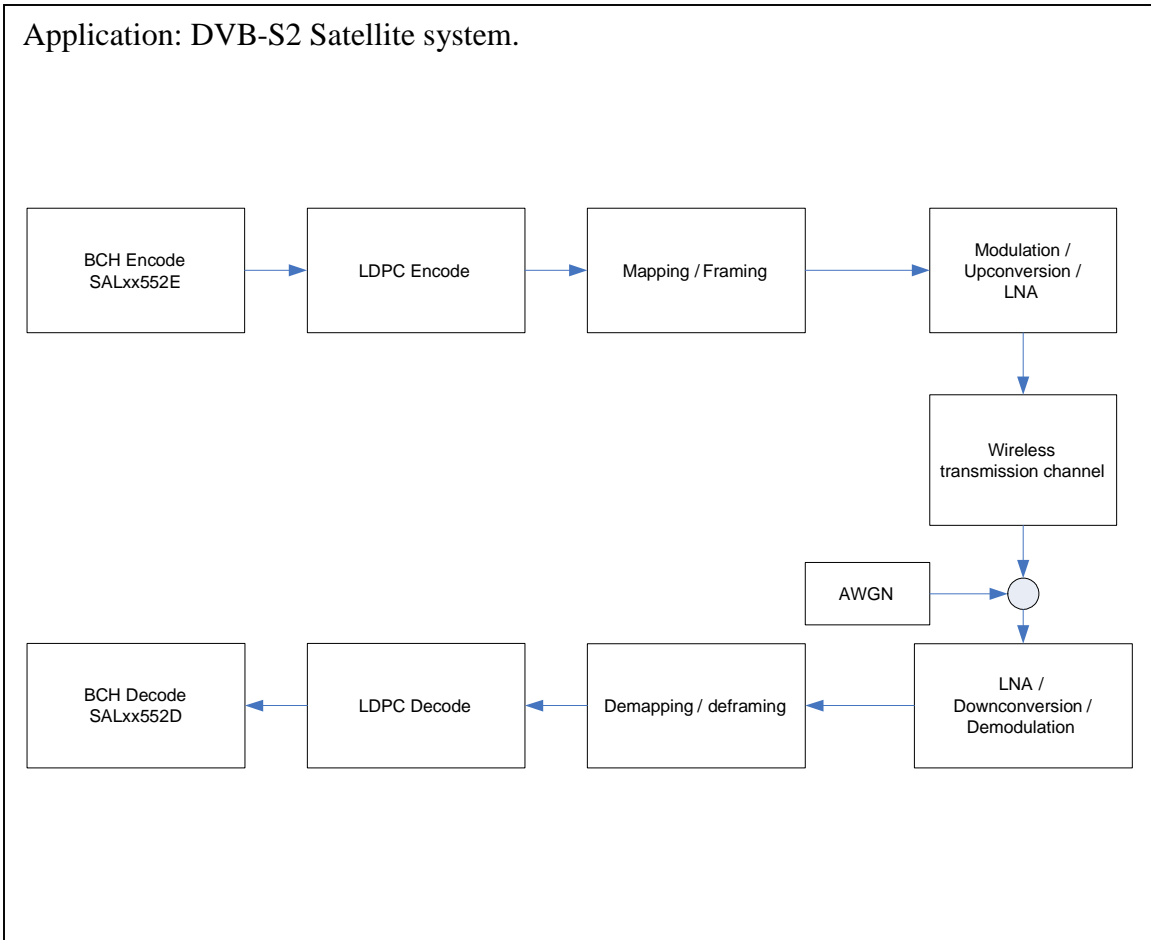 Application: DVB-S2 Satellite system.
BCH Encode
SALxx552E
LDPC Encode
Mapping / Framing
Modulation /
Upconversion /
LNA
Wireless
transmission channel
AWGN
BCH Decode
SALxx552D
LDPC Decode
Demapping / deframing
LNA /
Downconversion /
Demodulation